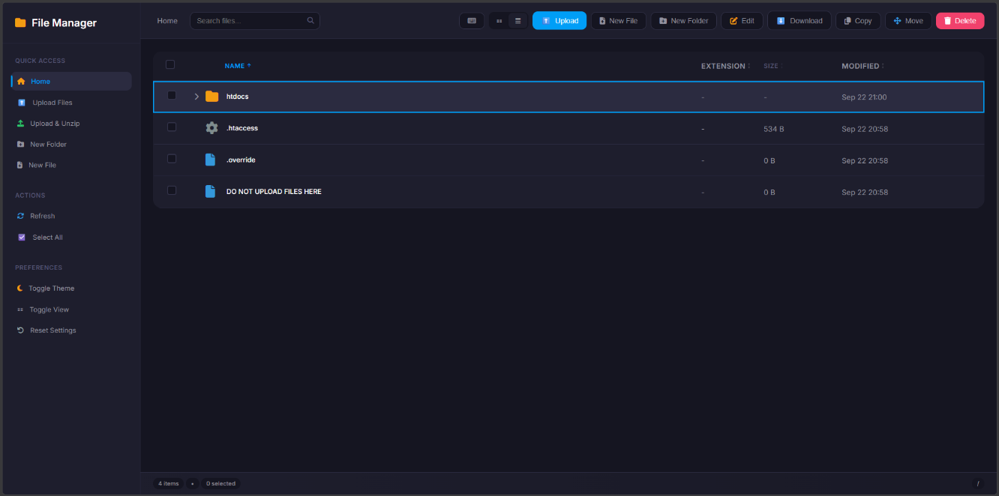 File Manager
Home
Search files...
Upload
New File
New Folder
Edit
Download
Copy
Move
Delete
QUICK ACCESS
Home
Upload Files
Upload & Unzip
New Folder
New File
ACTIONS
Refresh
Select All
PREFERENCES
Toggle Theme
Toggle View
Reset Settings
NAME ↑ EXTENSION SIZE MODIFIED
htdocs - - Sep 22 21:00
.htaccess - 534 B Sep 22 20:58
.override - 0 B Sep 22 20:58
DO NOT UPLOAD FILES HERE - 0 B Sep 22 20:58
4 items • 0 selected /